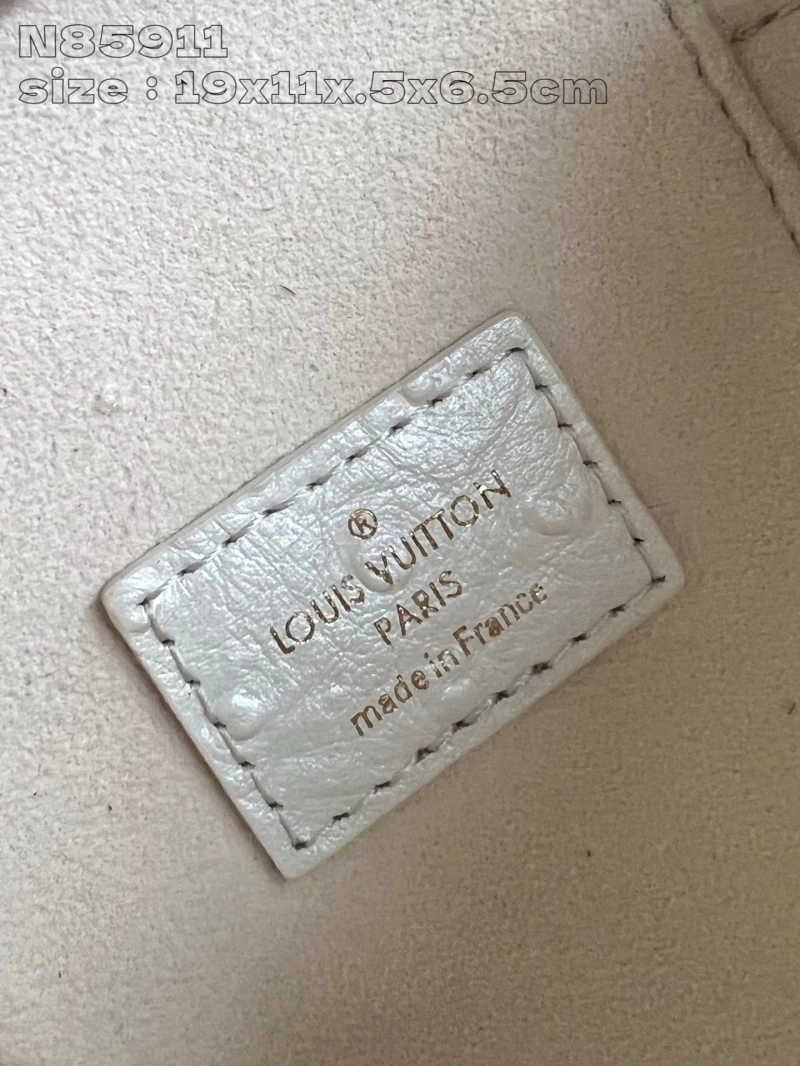 N85911
size : 19x11x.5x6.5cm
®
LOUIS VUITTON
PARIS
made in France